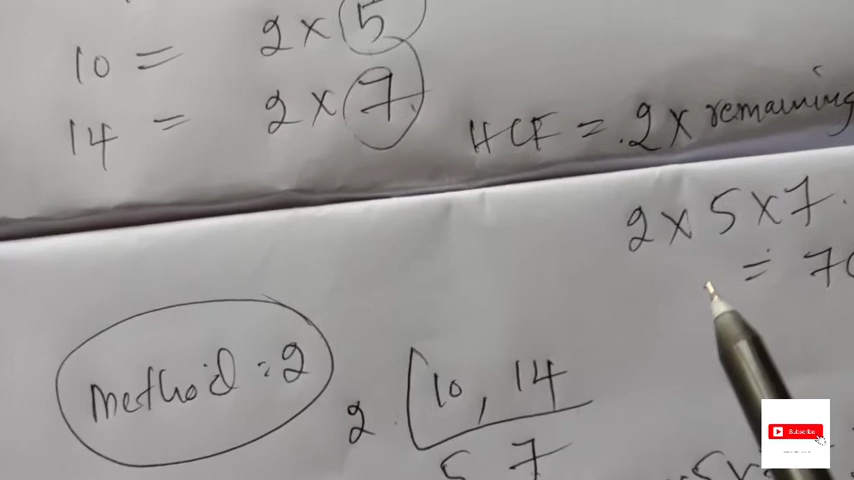 10 = 2 × 5
14 = 2 × 7
HCF = 2 × remaining
2 × 5 × 7
= 70
Method : 2
2 10, 14
5 7
Subscribe